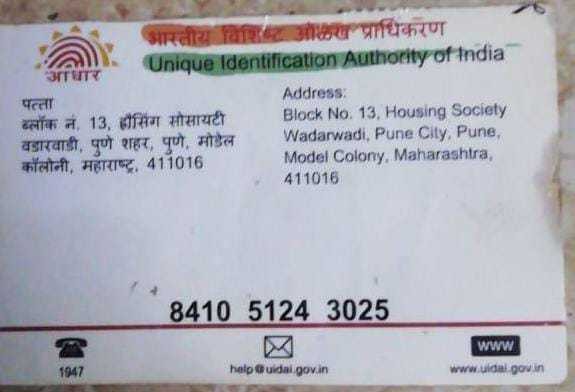 भारतीय विशिष्ट ओळख प्राधिकरण
Unique Identification Authority of India
आधार
पत्ता
ब्लॉक नं. 13, हौसिंग सोसायटी
वडारवाडी, पुणे शहर, पुणे, मोडेल
कॉलोनी, महाराष्ट्र, 411016
Address:
Block No. 13, Housing Society
Wadarwadi, Pune City, Pune,
Model Colony, Maharashtra,
411016
8410 5124 3025
1947
help@uidai.gov.in
www
www.uidai.gov.in